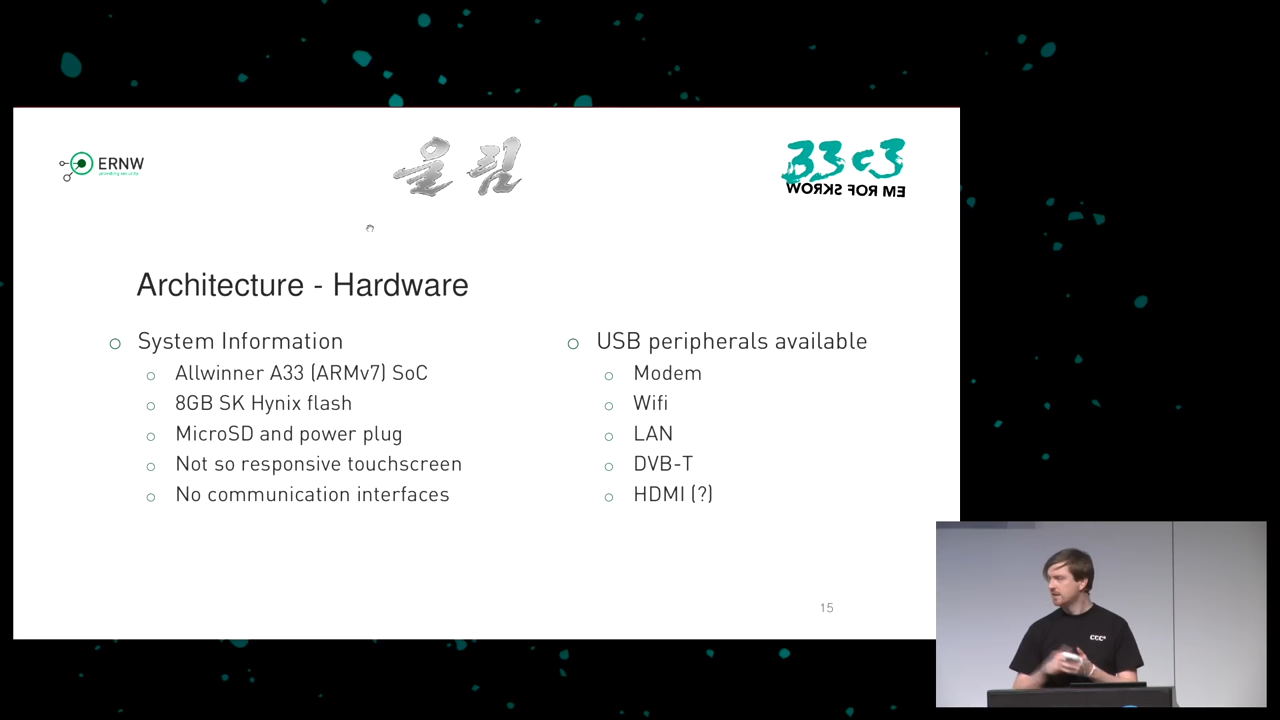 ERNW
providing security.
울림
33c3
WORKS FOR ME
Architecture - Hardware
System Information
Allwinner A33 (ARMv7) SoC
8GB SK Hynix flash
MicroSD and power plug
Not so responsive touchscreen
No communication interfaces
USB peripherals available
Modem
Wifi
LAN
DVB-T
HDMI (?)
15